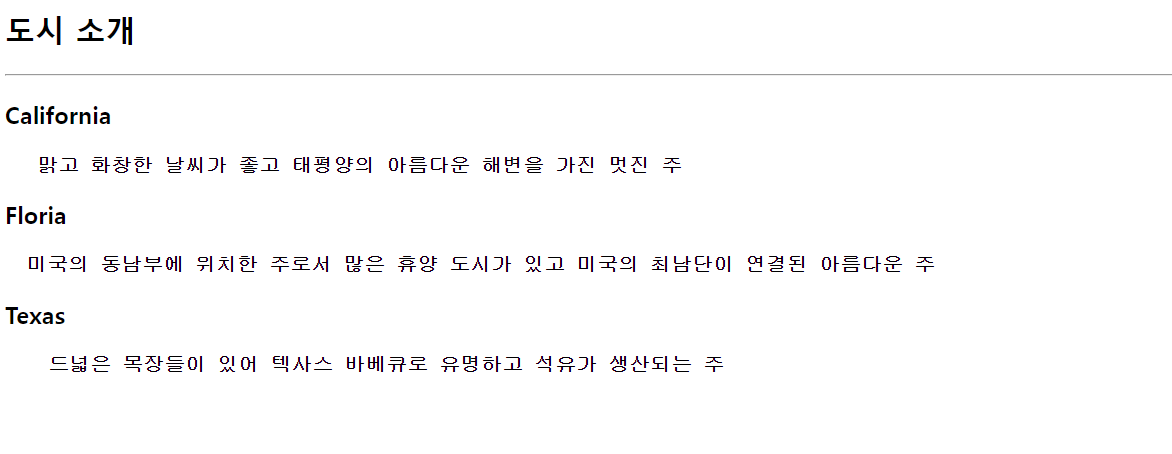 도시 소개
California
맑고 화창한 날씨가 좋고 태평양의 아름다운 해변을 가진 멋진 주
Floria
미국의 동남부에 위치한 주로서 많은 휴양 도시가 있고 미국의 최남단이 연결된 아름다운 주
Texas
드넓은 목장들이 있어 텍사스 바베큐로 유명하고 석유가 생산되는 주